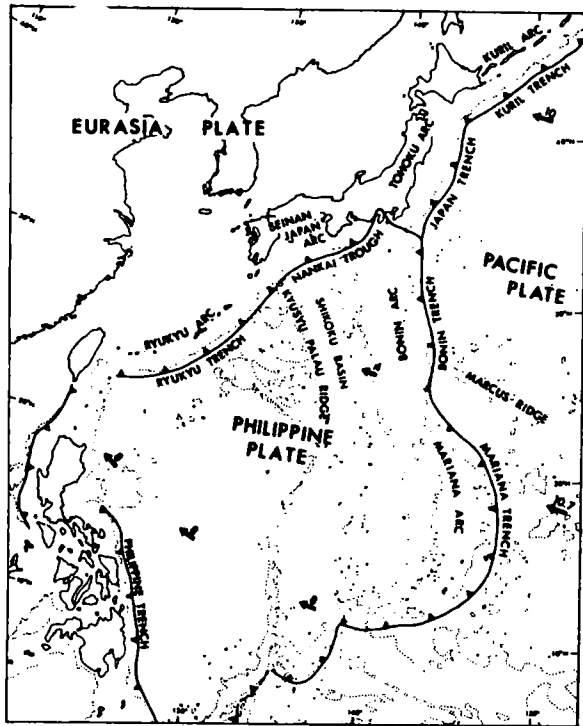 KURIL ARC
KURIL TRENCH
EURASIA PLATE
TOHOKU ARC
JAPAN TRENCH
SEINAN
JAPAN
ARC
NANKAI TROUGH
PACIFIC
PLATE
RYUKYU ARC
RYUKYU TRENCH
KYUSYU PALAU RIDGE
SHIKOKU BASIN
BONIN ARC
BONIN TRENCH
MARCUS RIDGE
PHILIPPINE
PLATE
MARIANA ARC
MARIANA TRENCH
PHILIPPINE TRENCH